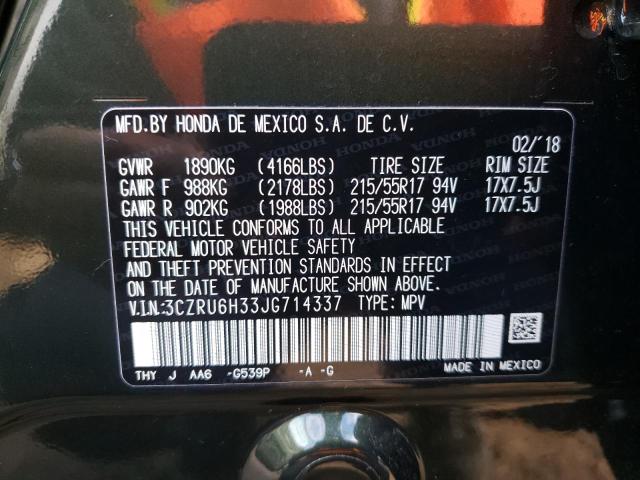 MFD.BY HONDA DE MEXICO S.A. DE C.V.
02/'18
GVWR 1890KG (4166LBS) TIRE SIZE RIM SIZE
GAWR F 988KG (2178LBS) 215/55R17 94V 17X7.5J
GAWR R 902KG (1988LBS) 215/55R17 94V 17X7.5J
THIS VEHICLE CONFORMS TO ALL APPLICABLE
FEDERAL MOTOR VEHICLE SAFETY
AND THEFT PREVENTION STANDARDS IN EFFECT
ON THE DATE OF MANUFACTURE SHOWN ABOVE.
V.I.N.:3CZRU6H33JG714337 TYPE: MPV
THY J AA6 -G539P -A -G MADE IN MEXICO